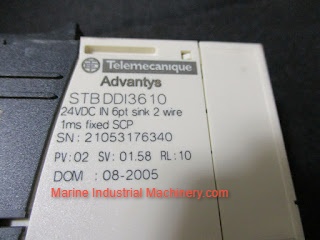 Telemecanique
Advantys
STB DDI3610
24VDC IN 6pt sink 2 wire
1ms fixed SCP
SN: 21053176340
PV:02 SV: 01.58 RL: 10
DOM : 08-2005
Marine Industrial Machinery.com